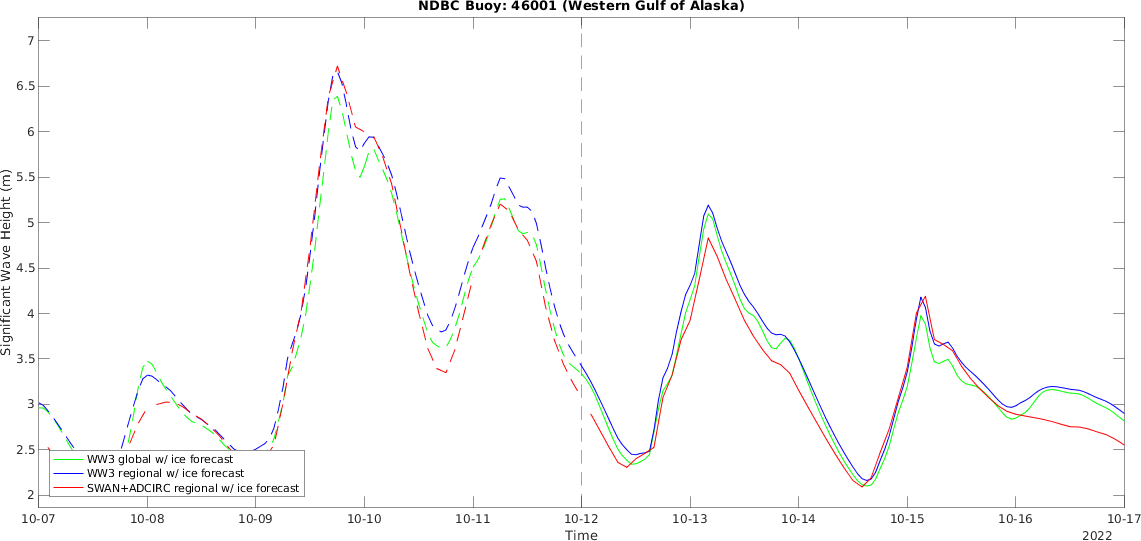 NDBC Buoy: 46001 (Western Gulf of Alaska)
7
6.5
6
5.5
5
4.5
4
3.5
3
2.5
2
Significant Wave Height (m)
WW3 global w/ ice forecast
WW3 regional w/ ice forecast
SWAN+ADCIRC regional w/ ice forecast
10-07 10-08 10-09 10-10 10-11 10-12 10-13 10-14 10-15 10-16 10-17
Time
2022